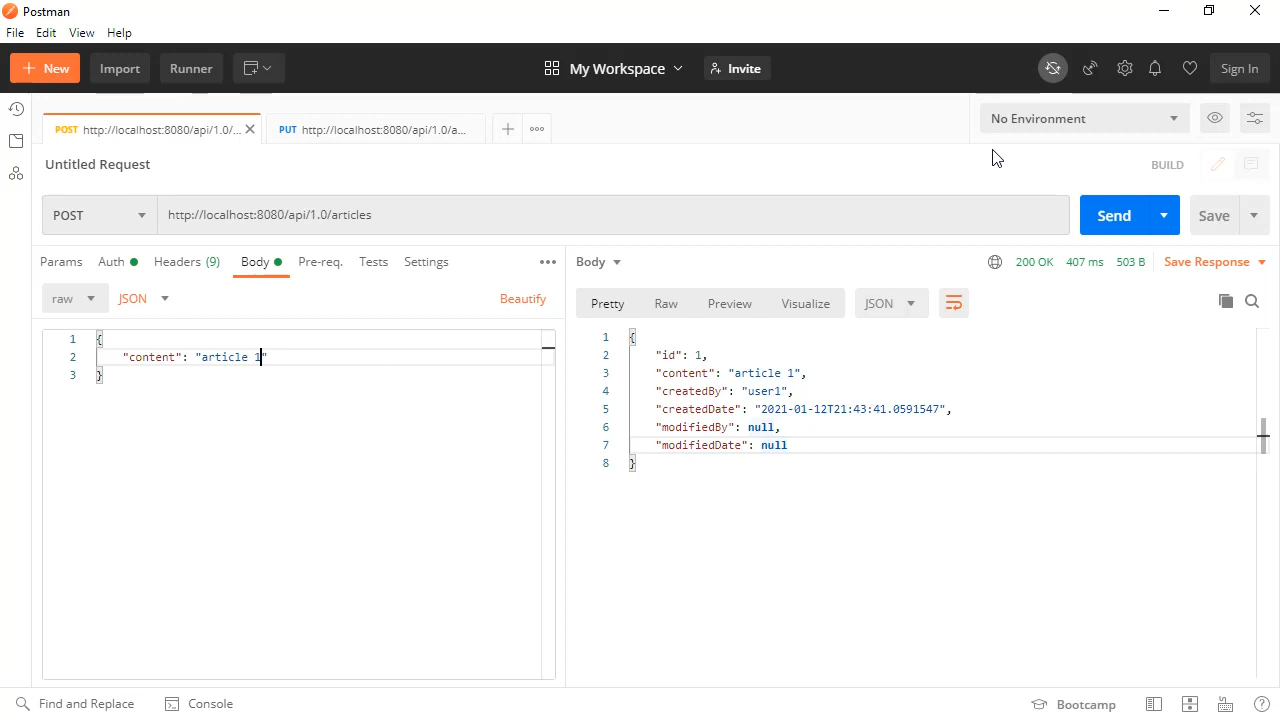 Postman
File Edit View Help
New Import Runner My Workspace Invite Sign In
POST http://localhost:8080/api/1.0/... PUT http://localhost:8080/api/1.0/a... No Environment
Untitled Request BUILD
POST http://localhost:8080/api/1.0/articles Send Save
Params Auth Headers (9) Body Pre-req. Tests Settings Body 200 OK 407 ms 503 B Save Response
raw JSON Beautify Pretty Raw Preview Visualize JSON
1 {
2 "content": "article 1"
3 }
1 {
2 "id": 1,
3 "content": "article 1",
4 "createdBy": "user1",
5 "createdDate": "2021-01-12T21:43:41.0591547",
6 "modifiedBy": null,
7 "modifiedDate": null
8 }
Find and Replace Console Bootcamp